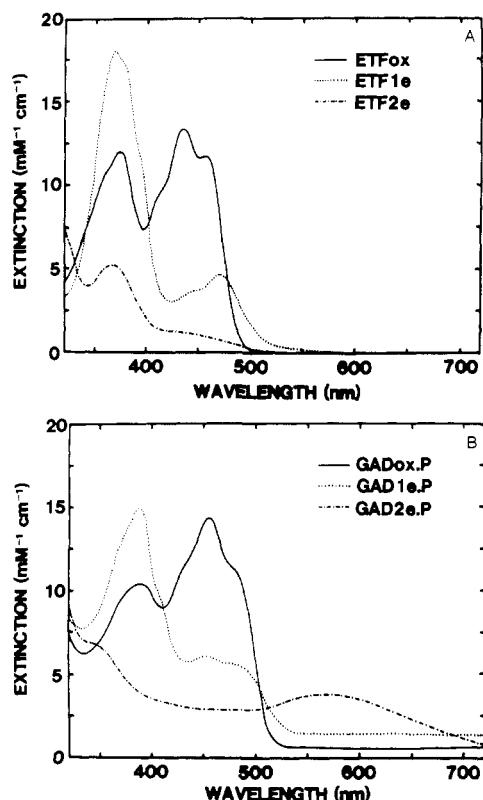 A
20
15
10
5
0
EXTINCTION (mM⁻¹ cm⁻¹)
ETFox
ETF1e
ETF2e
400 500 600 700
WAVELENGTH (nm)
B
20
15
10
5
0
EXTINCTION (mM⁻¹ cm⁻¹)
GADox.P
GAD1e.P
GAD2e.P
400 500 600 700
WAVELENGTH (nm)